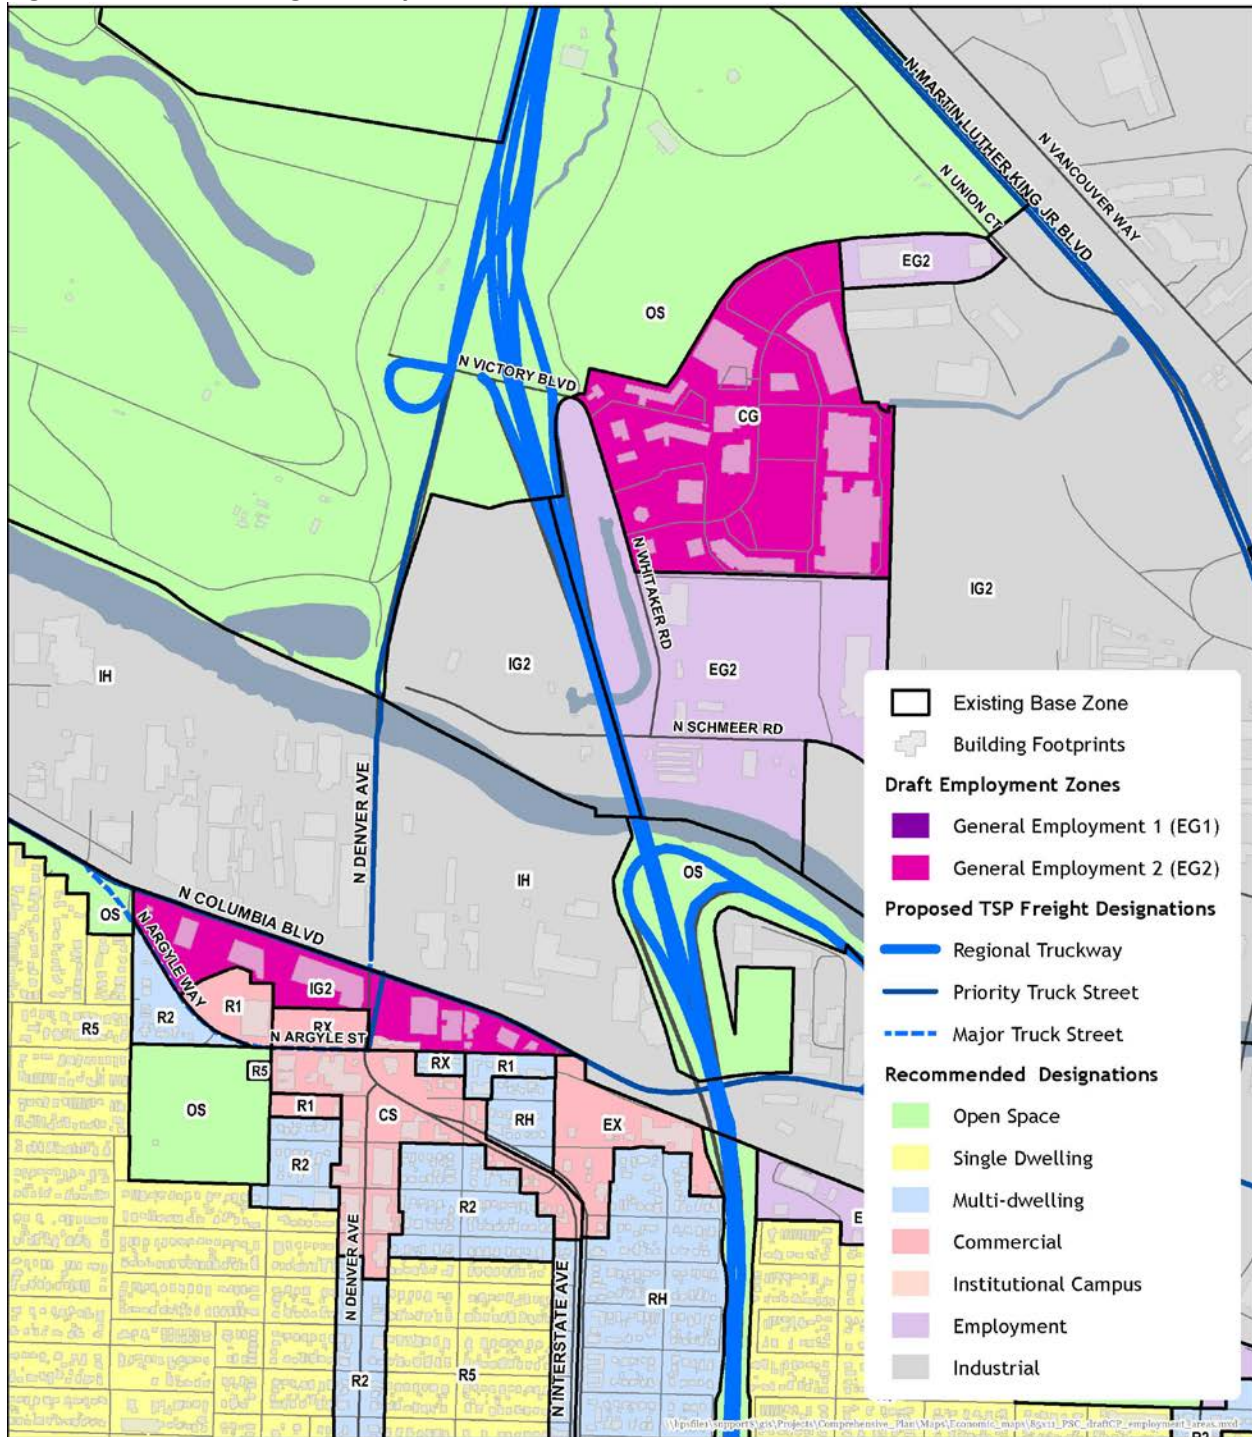 N MARTIN LUTHER KING JR BLVD
N VANCOUVER WAY
N UNION CT
EG2
OS
N VICTORY BLVD
CG
N WHITAKER RD
IG2
IG2
EG2
IH
N SCHMEER RD
N DENVER AVE
OS
IH
N COLUMBIA BLVD
OS
N ARGYLE WAY
IG2
R1
R2
RX
R5
N ARGYLE ST
RX
R1
R5
OS
R1
CS
RH
EX
R2
R2
E
N DENVER AVE
N INTERSTATE AVE
RH
R2
R5
Existing Base Zone
Building Footprints
Draft Employment Zones
General Employment 1 (EG1)
General Employment 2 (EG2)
Proposed TSP Freight Designations
Regional Truckway
Priority Truck Street
Major Truck Street
Recommended Designations
Open Space
Single Dwelling
Multi-dwelling
Commercial
Institutional Campus
Employment
Industrial